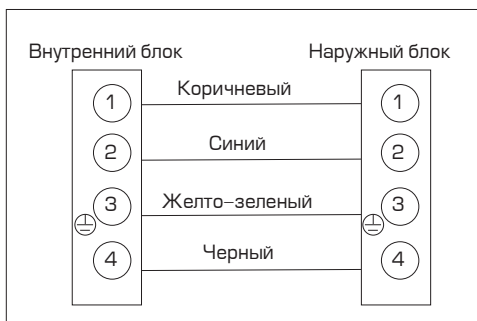 Внутренний блок Наружный блок
1 Коричневый 1
2 Синий 2
3 Желто-зеленый 3
4 Черный 4